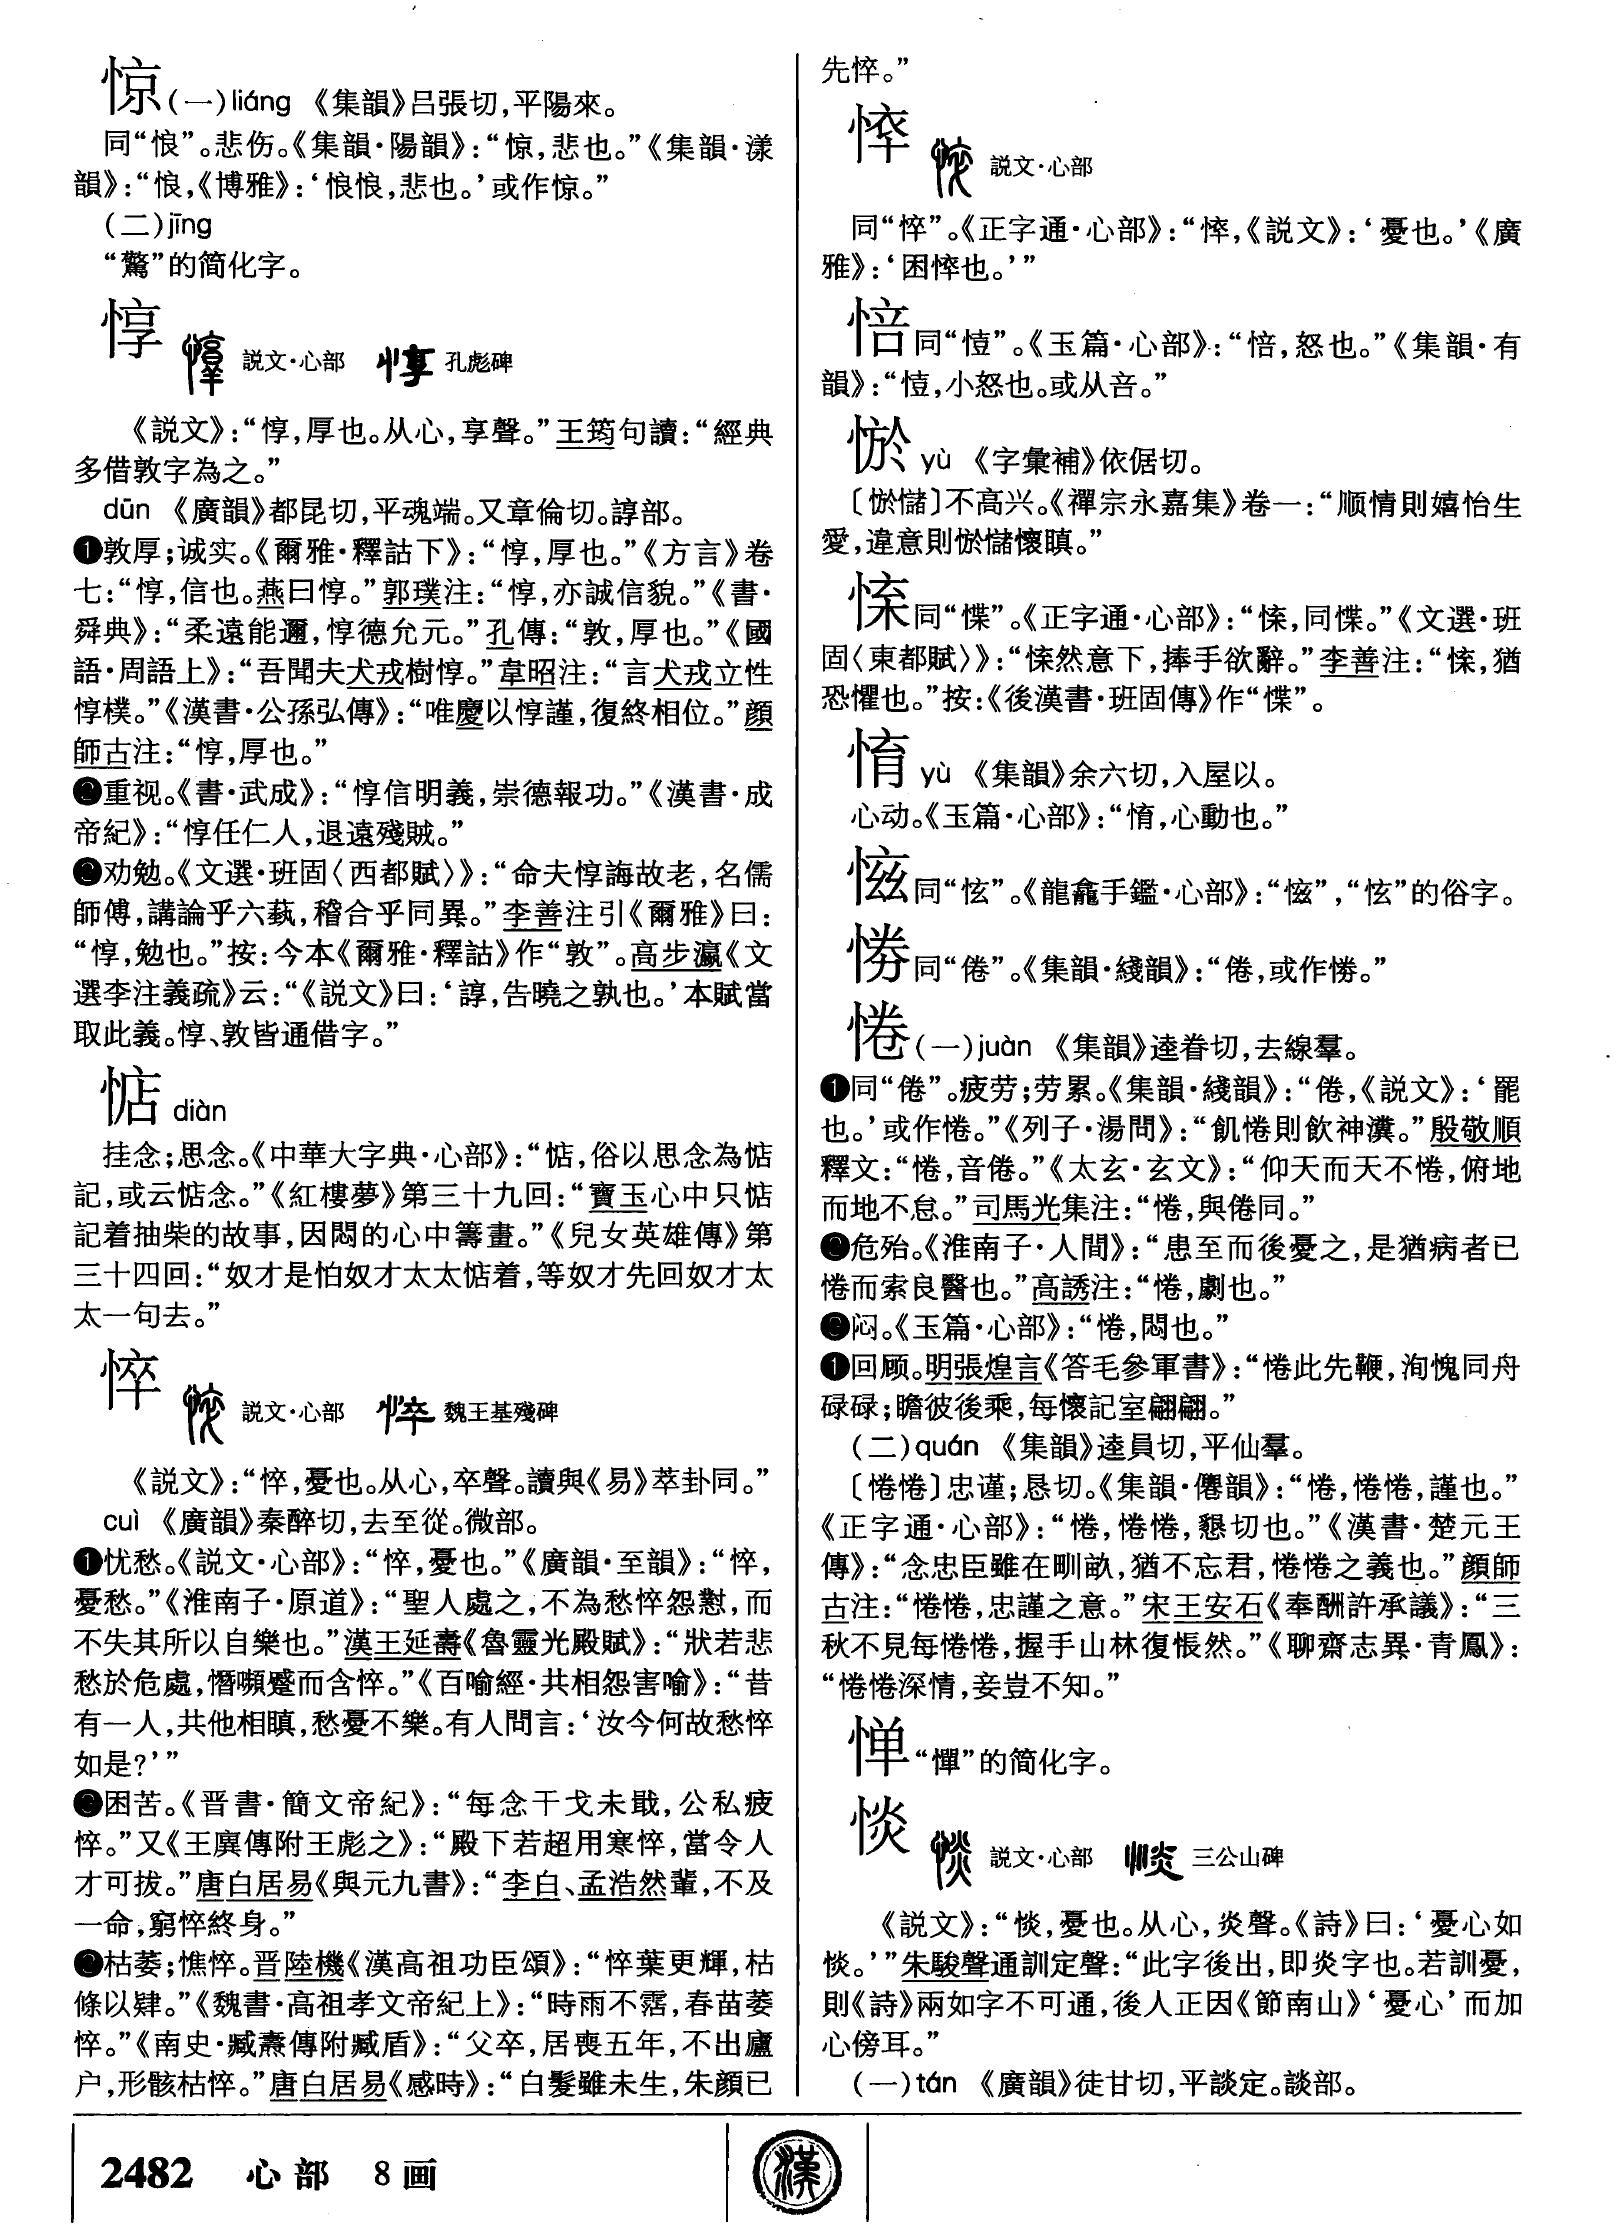 惊(一)liáng 《集韻》吕張切,平陽來。
同“悢”。悲伤。《集韻·陽韻》:“惊,悲也。”《集韻·漾
韻》:“悢,《博雅》:‘悢悢,悲也。’或作惊。”
(二)jīng
“驚”的简化字。
惇 説文·心部 孔彪碑
《説文》:“惇,厚也。从心,享聲。”王筠句讀:“經典
多借敦字為之。”
dūn 《廣韻》都昆切,平魂端。又章倫切。諄部。
❶敦厚;诚实。《爾雅·釋詁下》:“惇,厚也。”《方言》卷
七:“惇,信也。燕曰惇。”郭璞注:“惇,亦誠信貌。”《書·
舜典》:“柔遠能邇,惇德允元。”孔傳:“敦,厚也。”《國
語·周語上》:“吾聞夫犬戎樹惇。”韋昭注:“言犬戎立性
惇樸。”《漢書·公孫弘傳》:“唯慶以惇謹,復終相位。”顔
師古注:“惇,厚也。”
❷重视。《書·武成》:“惇信明義,崇德報功。”《漢書·成
帝紀》:“惇任仁人,退遠殘賊。”
❷劝勉。《文選·班固〈西都賦〉》:“命夫惇誨故老,名儒
師傅,講論乎六蓺,稽合乎同異。”李善注引《爾雅》曰:
“惇,勉也。”按:今本《爾雅·釋詁》作“敦”。高步瀛《文
選李注義疏》云:“《説文》曰:‘諄,告曉之孰也。’本賦當
取此義。惇、敦皆通借字。”
惦 diàn
挂念;思念。《中華大字典·心部》:“惦,俗以思念為惦
記,或云惦念。”《紅樓夢》第三十九回:“寶玉心中只惦
記着抽柴的故事,因悶的心中籌畫。”《兒女英雄傳》第
三十四回:“奴才是怕奴才太太惦着,等奴才先回奴才太
太一句去。”
悴 説文·心部 魏王基殘碑
《説文》:“悴,憂也。从心,卒聲。讀與《易》萃卦同。”
cuì 《廣韻》秦醉切,去至從。微部。
❶忧愁。《説文·心部》:“悴,憂也。”《廣韻·至韻》:“悴,
憂愁。”《淮南子·原道》:“聖人處之,不為愁悴怨懟,而
不失其所以自樂也。”漢王延壽《魯靈光殿賦》:“狀若悲
愁於危處,憯嚬蹙而含悴。”《百喻經·共相怨害喻》:“昔
有一人,共他相瞋,愁憂不樂。有人問言:‘汝今何故愁悴
如是?’”
❷困苦。《晋書·簡文帝紀》:“每念干戈未戢,公私疲
悴。”又《王廙傳附王彪之》:“殿下若超用寒悴,當令人
才可拔。”唐白居易《與元九書》:“李白、孟浩然輩,不及
一命,窮悴終身。”
❷枯萎;憔悴。晋陸機《漢高祖功臣頌》:“悴葉更輝,枯
條以肄。”《魏書·高祖孝文帝紀上》:“時雨不霑,春苗萎
悴。”《南史·臧燾傳附臧盾》:“父卒,居喪五年,不出廬
户,形骸枯悴。”唐白居易《感時》:“白髮雖未生,朱顔已
先悴。”
㥞 説文·心部
同“悴”。《正字通·心部》:“㥞,《説文》:‘憂也。’《廣
雅》:‘困㥞也。’”
㥉同“㥉”。《玉篇·心部》:“㥉,怒也。”《集韻·有
韻》:“㥉,小怒也。或从音。”
㤿 yù 《字彙補》依倨切。
〔㤿憷〕不高兴。《禪宗永嘉集》卷一:“顺情則嬉怡生
愛,違意則㤿憷懷瞋。”
㥒同“惵”。《正字通·心部》:“㥒,同惵。”《文選·班
固〈東都賦〉》:“㥒然意下,捧手欲辭。”李善注:“㥒,猶
恐懼也。”按:《後漢書·班固傳》作“惵”。
㥔 yù 《集韻》余六切,入屋以。
心动。《玉篇·心部》:“㥔,心動也。”
㤵同“怰”。《龍龕手鑑·心部》:“㤵”,“怰”的俗字。
㑋同“倦”。《集韻·綫韻》:“倦,或作㑋。”
惓(一)juàn 《集韻》逵眷切,去線羣。
❶同“倦”。疲劳;劳累。《集韻·綫韻》:“倦,《説文》:‘罷
也。’或作惓。”《列子·湯問》:“飢惓則飲神瀵。”殷敬順
釋文:“惓,音倦。”《太玄·玄文》:“仰天而天不惓,俯地
而地不怠。”司馬光集注:“惓,與倦同。”
❷危殆。《淮南子·人間》:“患至而後憂之,是猶病者已
惓而索良醫也。”高誘注:“惓,劇也。”
❸闷。《玉篇·心部》:“惓,悶也。”
❶回顾。明張煌言《答毛參軍書》:“惓此先鞭,洵愧同舟
碌碌;瞻彼後乘,每懷記室翩翩。”
(二)quán 《集韻》逵員切,平仙羣。
〔惓惓〕忠谨;恳切。《集韻·僊韻》:“惓,惓惓,謹也。”
《正字通·心部》:“惓,惓惓,懇切也。”《漢書·楚元王
傳》:“念忠臣雖在甽畝,猶不忘君,惓惓之義也。”顔師
古注:“惓惓,忠謹之意。”宋王安石《奉酬許承議》:“三
秋不見每惓惓,握手山林復悵然。”《聊齋志異·青鳳》:
“惓惓深情,妾豈不知。”
惮“憚”的简化字。
惔 説文·心部 三公山碑
《説文》:“惔,憂也。从心,炎聲。《詩》曰:‘憂心如
惔。’”朱駿聲通訓定聲:“此字後出,即炎字也。若訓憂,
則《詩》兩如字不可通,後人正因《節南山》‘憂心’而加
心傍耳。”
(一)tán 《廣韻》徒甘切,平談定。談部。
2482 心部 8画
漢